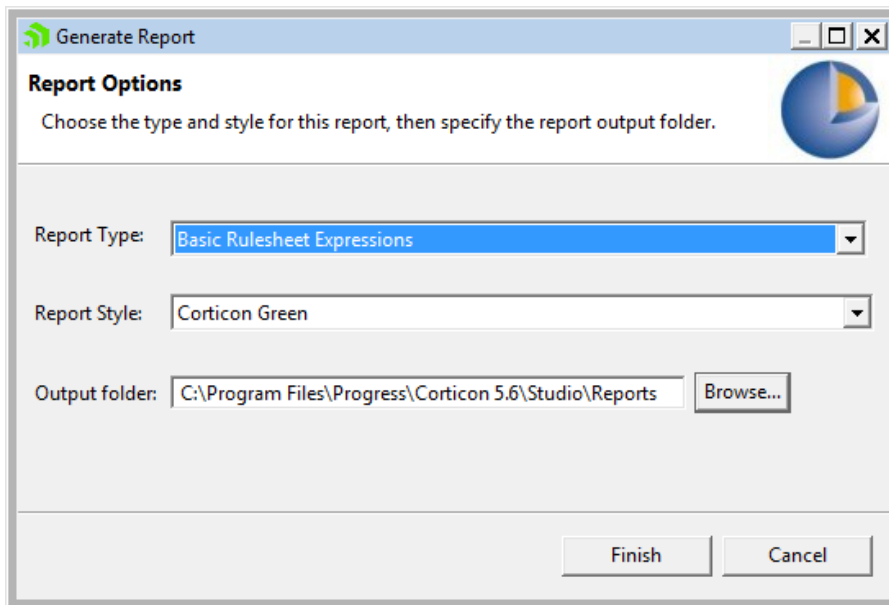 Generate Report
Report Options
Choose the type and style for this report, then specify the report output folder.
Report Type: Basic Rulesheet Expressions
Report Style: Corticon Green
Output folder: C:\Program Files\Progress\Corticon 5.6\Studio\Reports Browse...
Finish Cancel